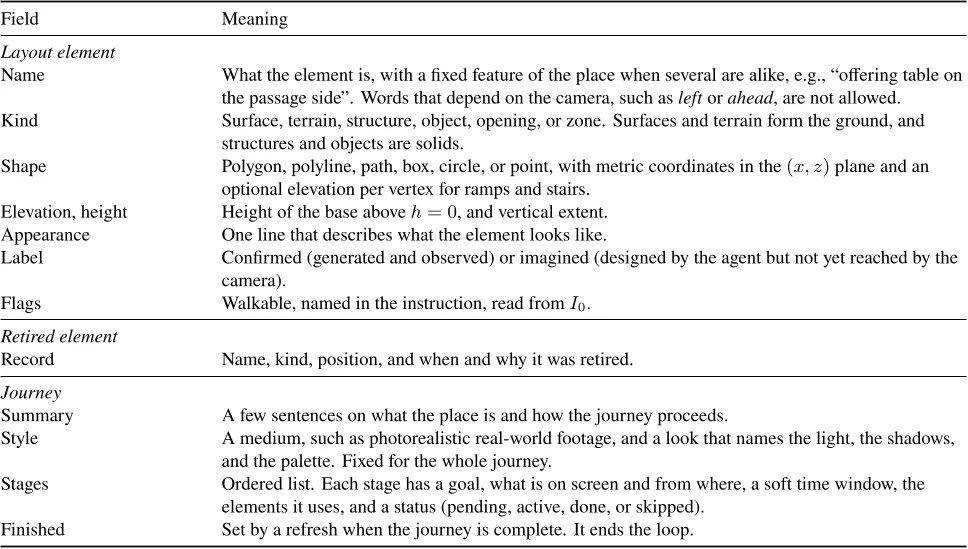 Field Meaning
Layout element
Name What the element is, with a fixed feature of the place when several are alike, e.g., “offering table on
the passage side”. Words that depend on the camera, such as left or ahead, are not allowed.
Kind Surface, terrain, structure, object, opening, or zone. Surfaces and terrain form the ground, and
structures and objects are solids.
Shape Polygon, polyline, path, box, circle, or point, with metric coordinates in the (x, z) plane and an
optional elevation per vertex for ramps and stairs.
Elevation, height Height of the base above h = 0, and vertical extent.
Appearance One line that describes what the element looks like.
Label Confirmed (generated and observed) or imagined (designed by the agent but not yet reached by the
camera).
Flags Walkable, named in the instruction, read from I₀.
Retired element
Record Name, kind, position, and when and why it was retired.
Journey
Summary A few sentences on what the place is and how the journey proceeds.
Style A medium, such as photorealistic real-world footage, and a look that names the light, the shadows,
and the palette. Fixed for the whole journey.
Stages Ordered list. Each stage has a goal, what is on screen and from where, a soft time window, the
elements it uses, and a status (pending, active, done, or skipped).
Finished Set by a refresh when the journey is complete. It ends the loop.